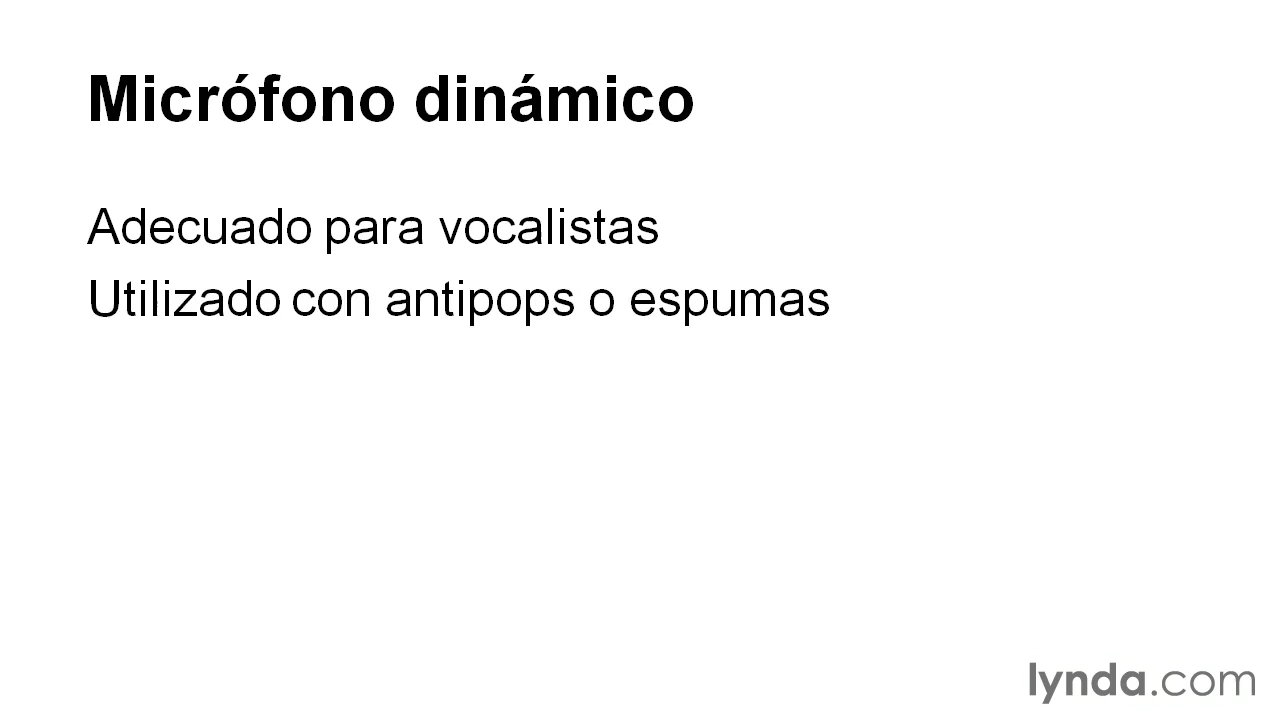 Micrófono dinámico
Adecuado para vocalistas
Utilizado con antipops o espumas
lynda.com